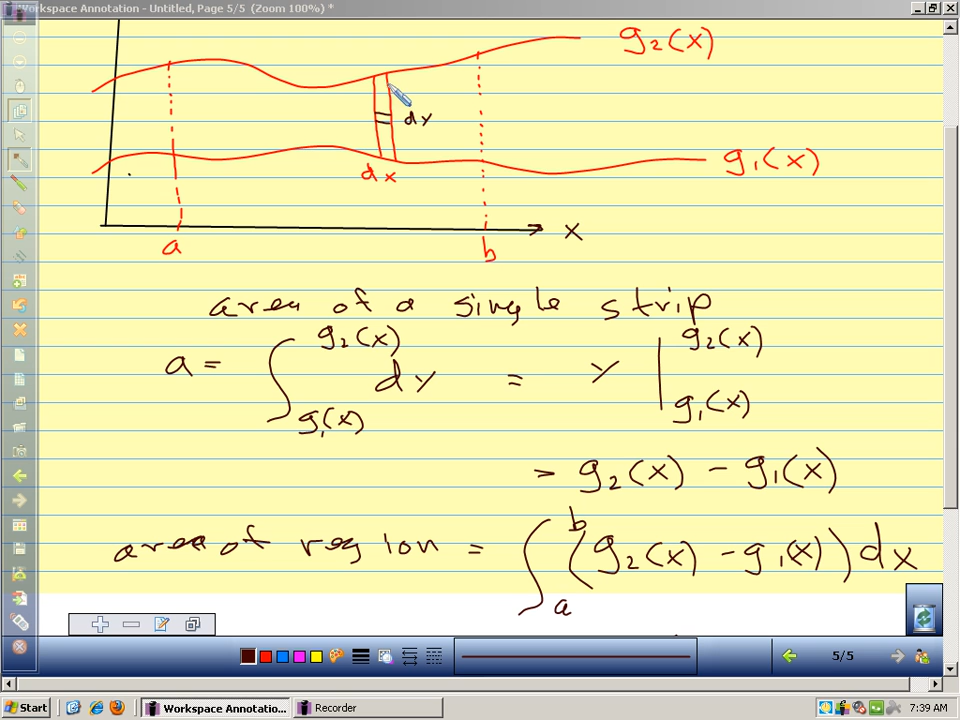 Workspace Annotation - Untitled, Page 5/5 (Zoom 100%) *
g2(x)
dy
g1(x)
dx
x
a
b
area of a single strip
a = ∫ g1(x) g2(x) dy = y | g1(x) g2(x)
= g2(x) - g1(x)
area of region = ∫ a b (g2(x) - g1(x)) dx
5/5
Start
Workspace Annotatio...
Recorder
7:39 AM